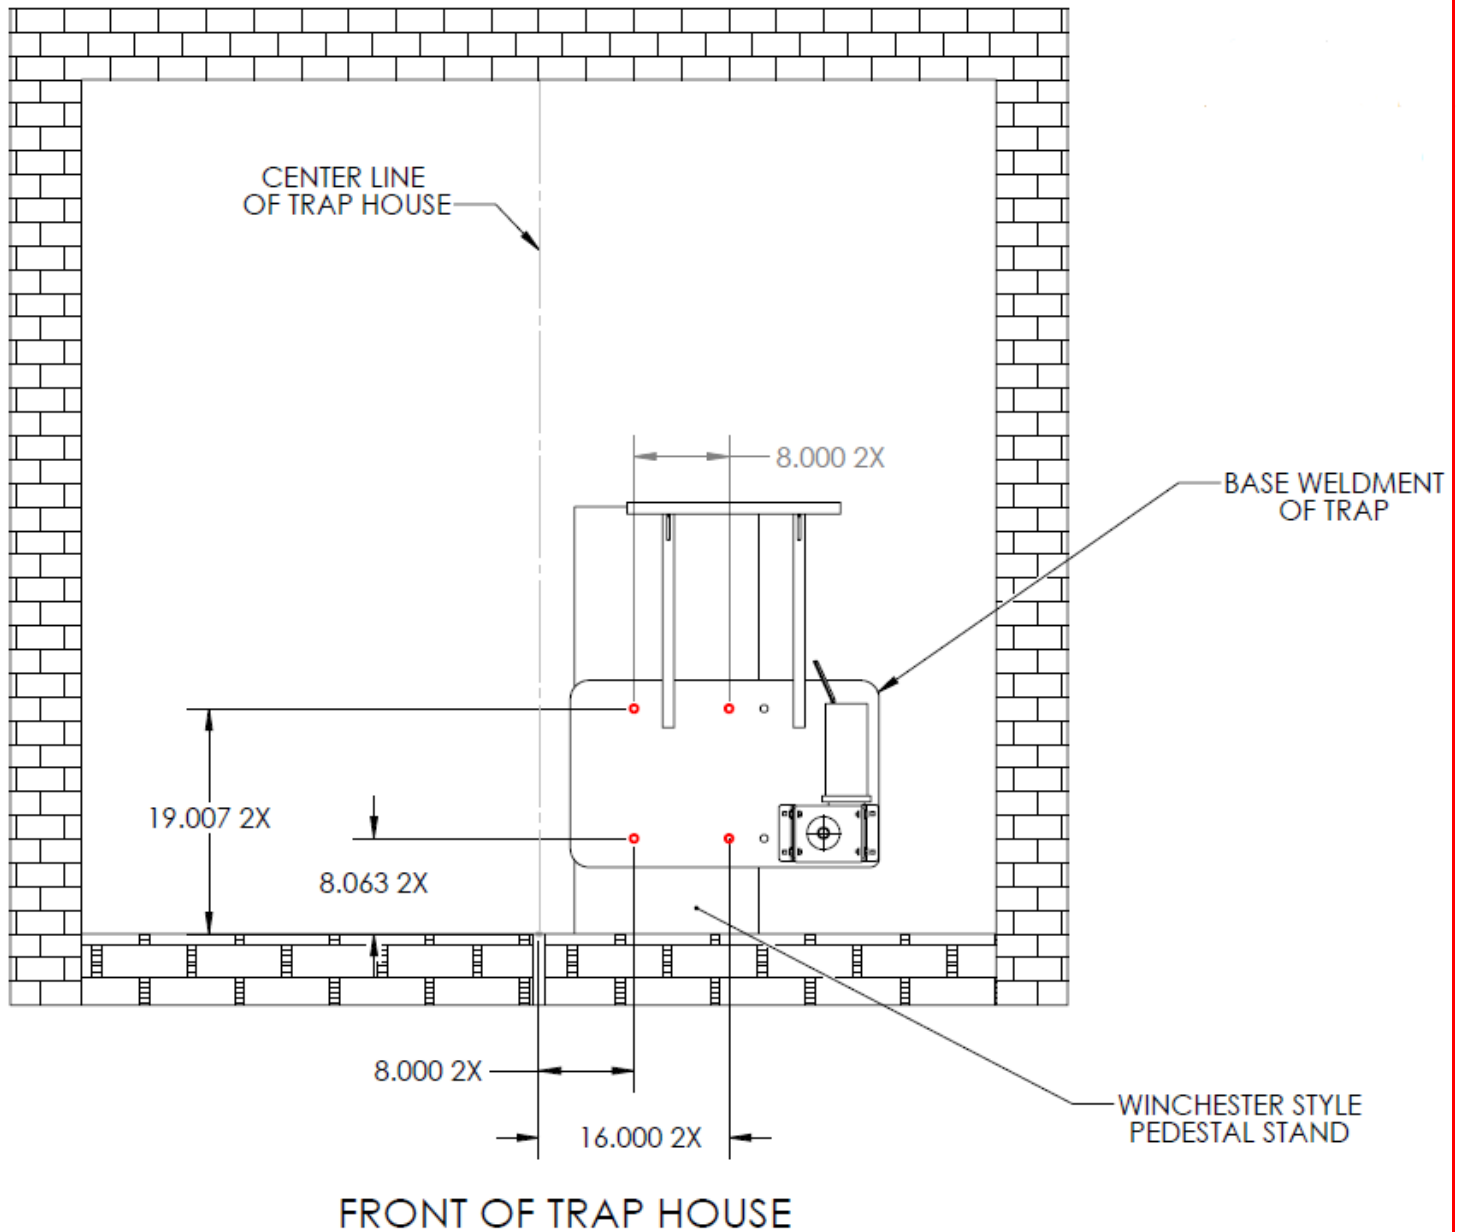 CENTER LINE
OF TRAP HOUSE
8.000 2X
BASE WELDMENT
OF TRAP
19.007 2X
8.063 2X
8.000 2X
16.000 2X
WINCHESTER STYLE
PEDESTAL STAND
FRONT OF TRAP HOUSE